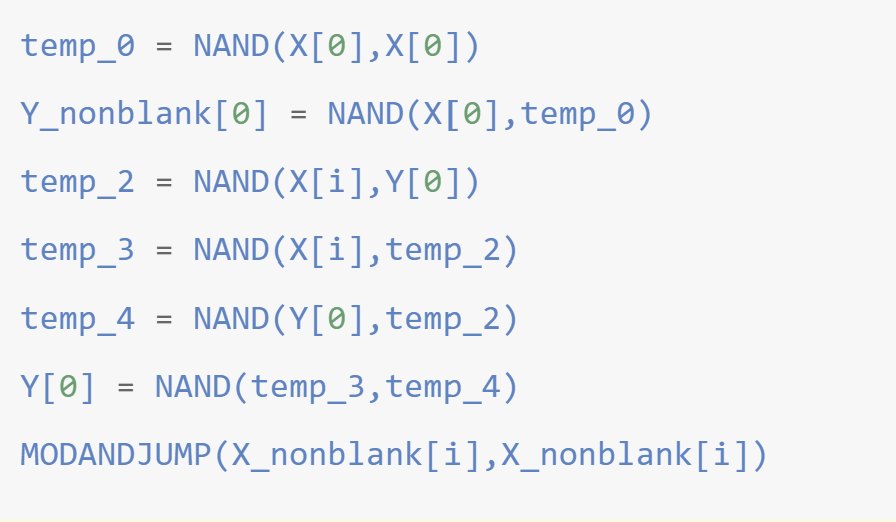 temp_0 = NAND(X[0],X[0])
Y_nonblank[0] = NAND(X[0],temp_0)
temp_2 = NAND(X[i],Y[0])
temp_3 = NAND(X[i],temp_2)
temp_4 = NAND(Y[0],temp_2)
Y[0] = NAND(temp_3,temp_4)
MODANDJUMP(X_nonblank[i],X_nonblank[i])